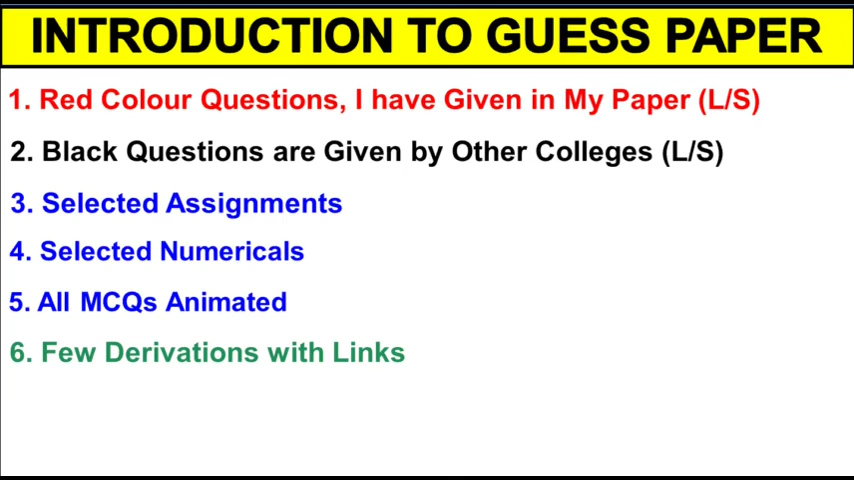 INTRODUCTION TO GUESS PAPER
1. Red Colour Questions, I have Given in My Paper (L/S)
2. Black Questions are Given by Other Colleges (L/S)
3. Selected Assignments
4. Selected Numericals
5. All MCQs Animated
6. Few Derivations with Links